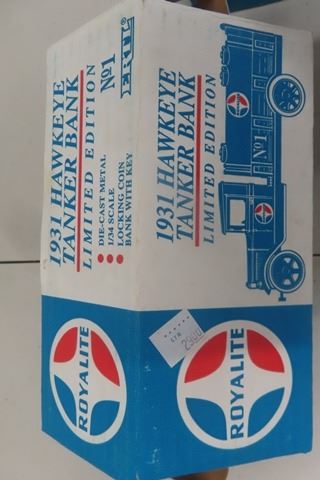 1931 HAWKEYE
TANKER BANK
LIMITED EDITION
DIE-CAST METAL
1/34 SCALE
LOCKING COIN
BANK WITH KEY
Nº1
ERTL
1931 HAWKEYE
TANKER BANK
LIMITED EDITION
Nº1
ROYALITE
ROYALITE